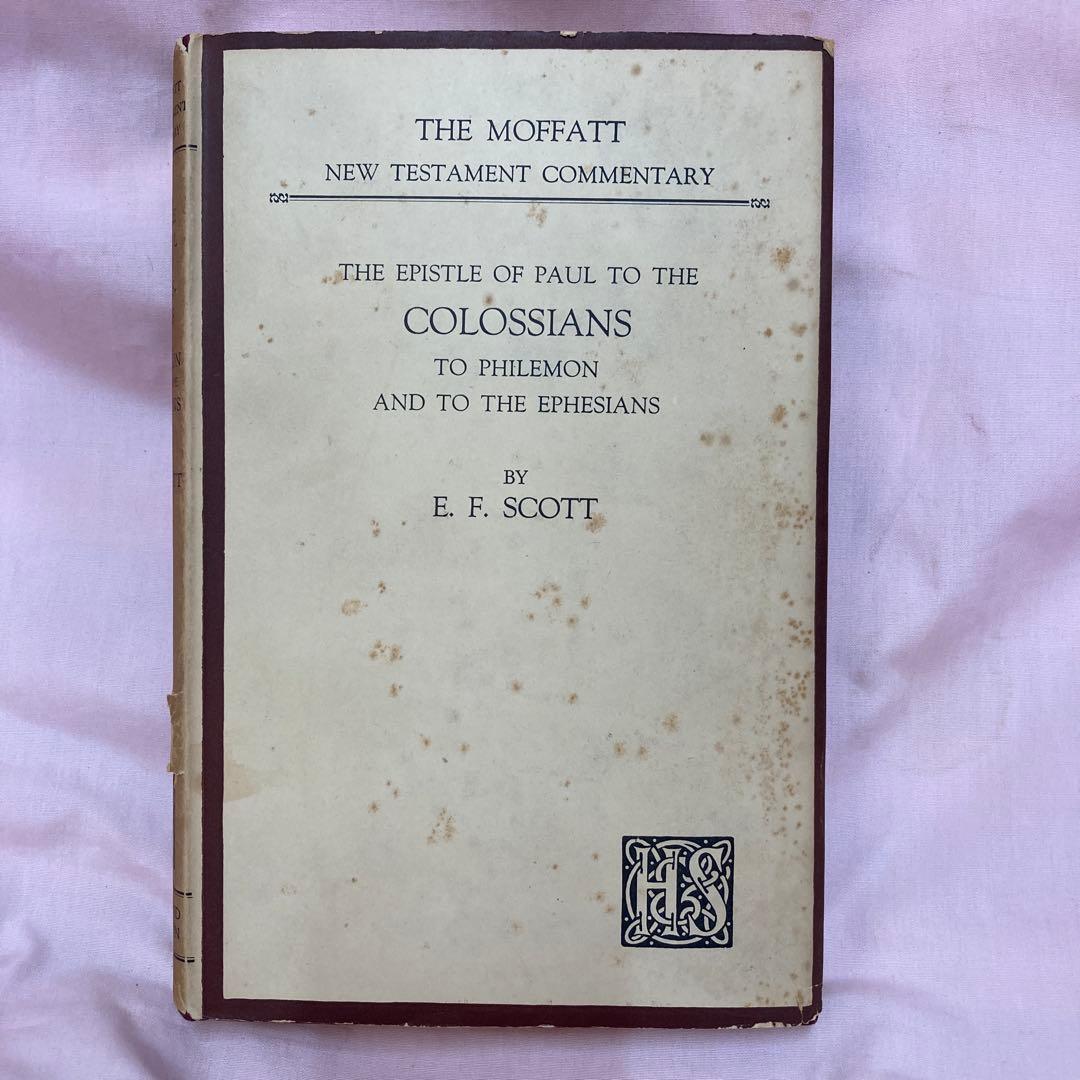 THE MOFFATT
NEW TESTAMENT COMMENTARY
THE EPISTLE OF PAUL TO THE
COLOSSIANS
TO PHILEMON
AND TO THE EPHESIANS
BY
E. F. SCOTT
HS